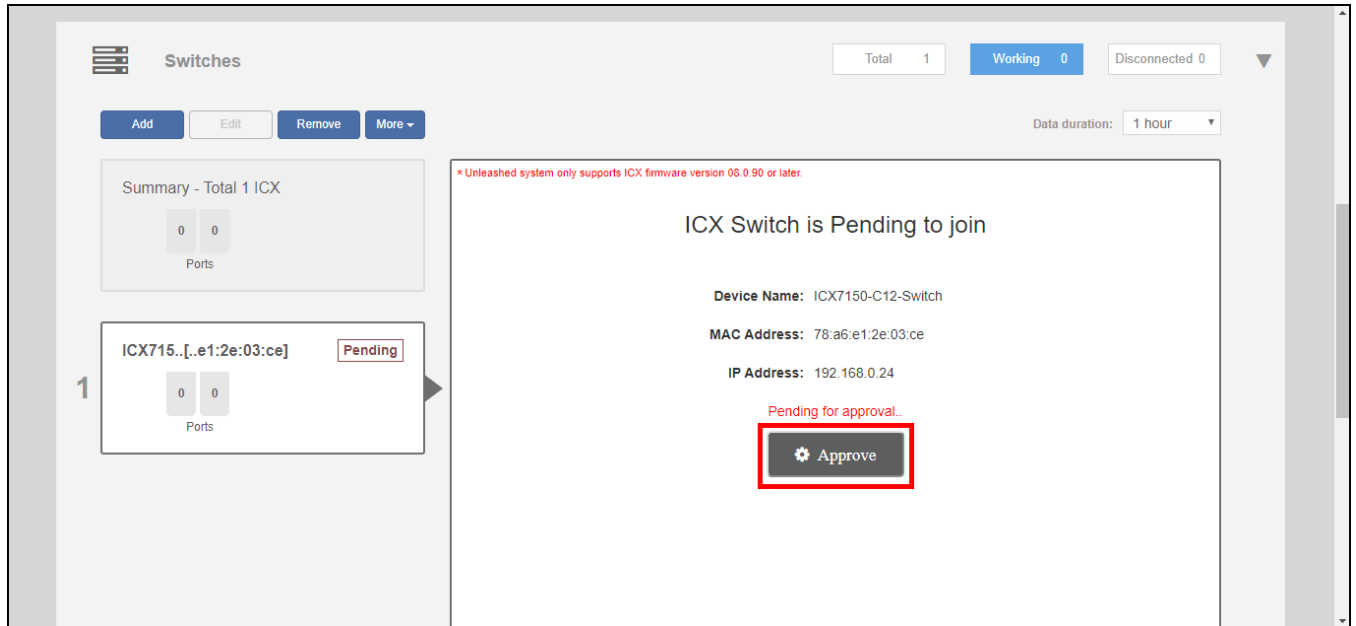 Switches
Total 1
Working 0
Disconnected 0
Add
Edit
Remove
More
Data duration: 1 hour
Summary - Total 1 ICX
0 0
Ports
1
ICX715..[..e1:2e:03:ce]
Pending
0 0
Ports
* Unleashed system only supports ICX firmware version 08.0.90 or later.
ICX Switch is Pending to join
Device Name: ICX7150-C12-Switch
MAC Address: 78:a6:e1:2e:03:ce
IP Address: 192.168.0.24
Pending for approval..
Approve